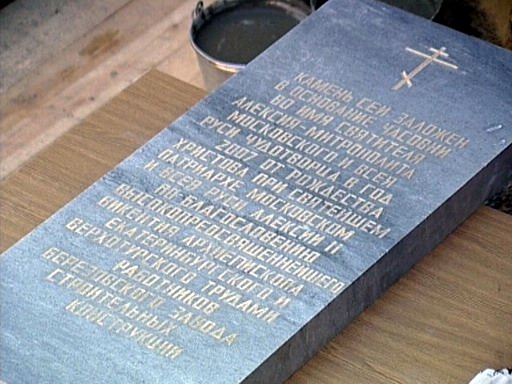 КАМЕНЬ СЕЙ ЗАЛОЖЕН
В ОСНОВАНИЕ ЧАСОВНИ
ВО ИМЯ СВЯТИТЕЛЯ
АЛЕКСИЯ МИТРОПОЛИТА
МОСКОВСКОГО И ВСЕЯ
РУСИ ЧУДОТВОРЦА В ГОД
2007 ОТ РОЖДЕСТВА
ХРИСТОВА ПРИ СВЯТЕЙШЕМ
ПАТРИАРХЕ МОСКОВСКОМ
И ВСЕЯ РУСИ АЛЕКСИИ II
ПО БЛАГОСЛОВЕНИЮ
ВЫСОКОПРЕОСВЯЩЕННЕЙШЕГО
ВИКЕНТИЯ АРХИЕПИСКОПА
ЕКАТЕРИНБУРГСКОГО И
ВЕРХОТУРСКОГО ТРУДАМИ
РАБОТНИКОВ
БЕРЕЗОВСКОГО ЗАВОДА
СТРОИТЕЛЬНЫХ
КОНСТРУКЦИЙ